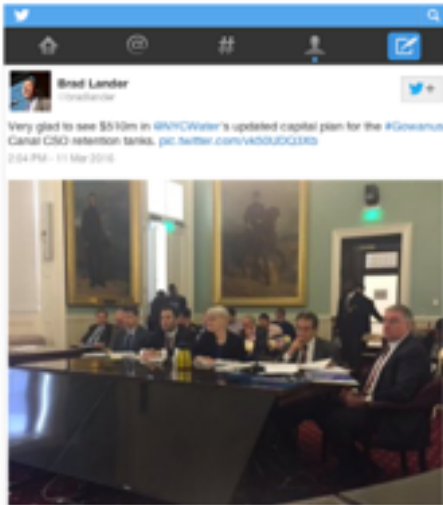 Brad Lander
@bradlander
Very glad to see $510m in @NYCWater's updated capital plan for the #Gowanus
Canal CSO retention tanks.
2:04 PM - 11 Mar 2016